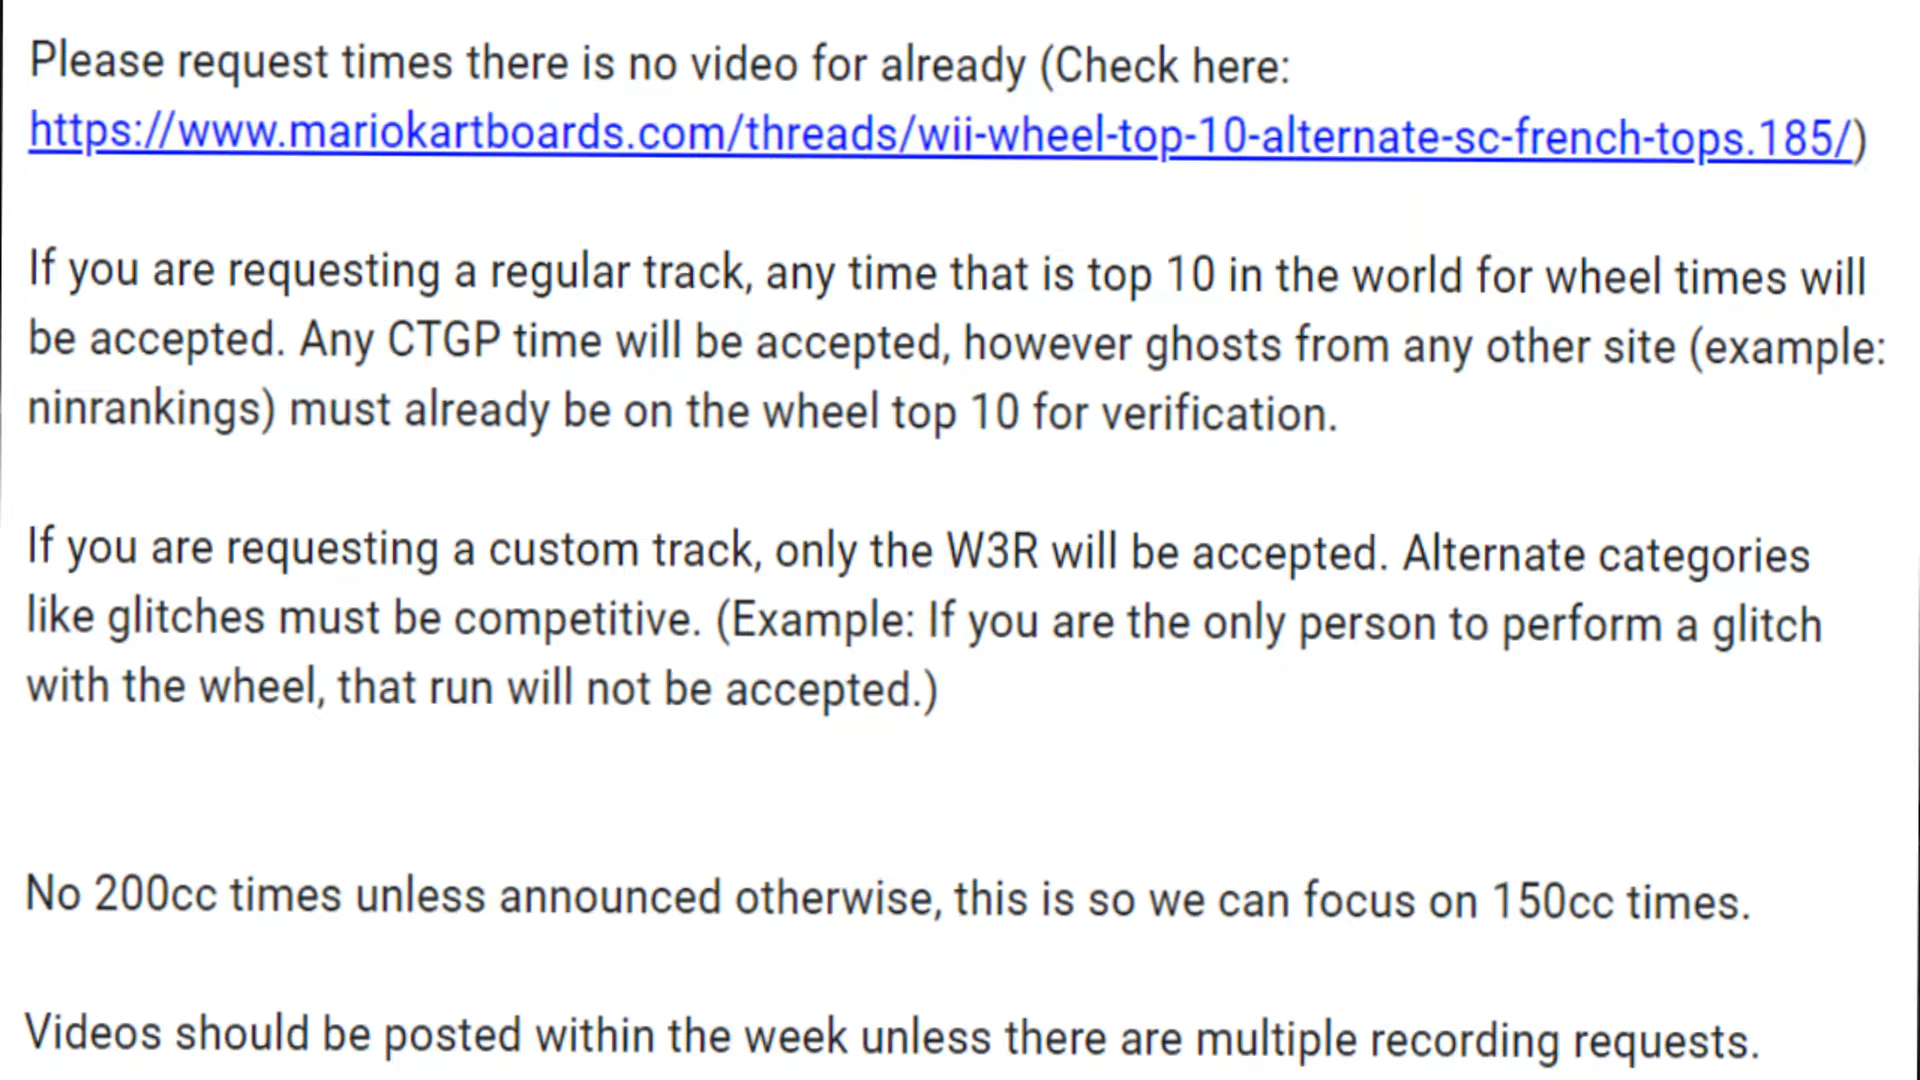 Please request times there is no video for already (Check here:
https://www.mariokartboards.com/threads/wii-wheel-top-10-alternate-sc-french-tops.185/)
If you are requesting a regular track, any time that is top 10 in the world for wheel times will
be accepted. Any CTGP time will be accepted, however ghosts from any other site (example:
ninrankings) must already be on the wheel top 10 for verification.
If you are requesting a custom track, only the W3R will be accepted. Alternate categories
like glitches must be competitive. (Example: If you are the only person to perform a glitch
with the wheel, that run will not be accepted.)
No 200cc times unless announced otherwise, this is so we can focus on 150cc times.
Videos should be posted within the week unless there are multiple recording requests.